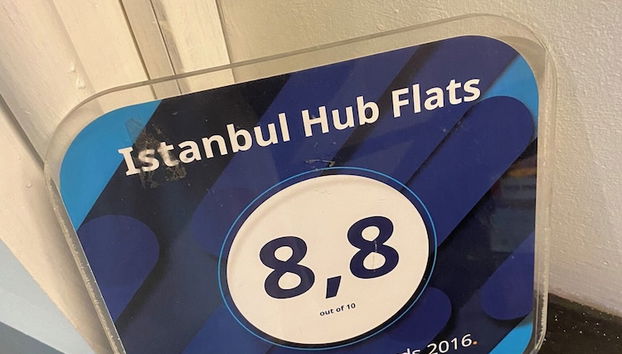 Istanbul Hub Flats
8,8
out of 10
2016.